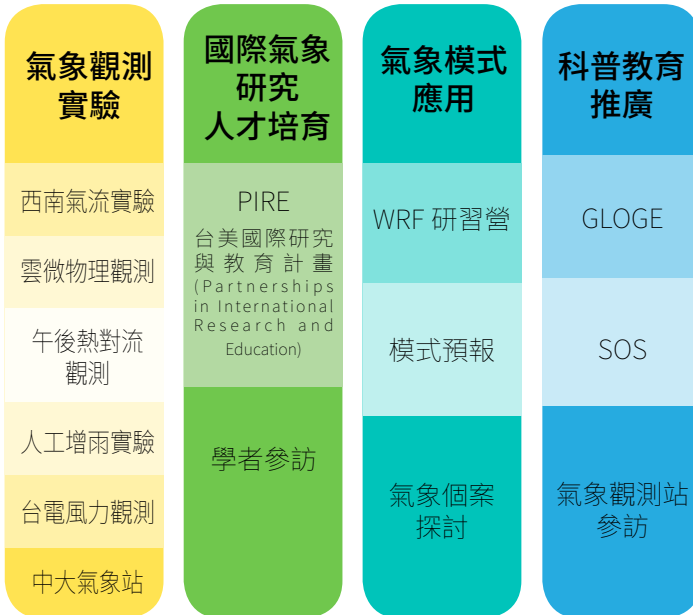 氣象觀測
實驗
西南氣流實驗
雲微物理觀測
午後熱對流
觀測
人工增雨實驗
台電風力觀測
中大氣象站
國際氣象
研究
人才培育
PIRE
台美國際研究
與教育計畫
(Partnerships
in International
Research and
Education)
學者參訪
氣象模式
應用
WRF 研習營
模式預報
氣象個案
探討
科普教育
推廣
GLOGE
SOS
氣象觀測站
參訪